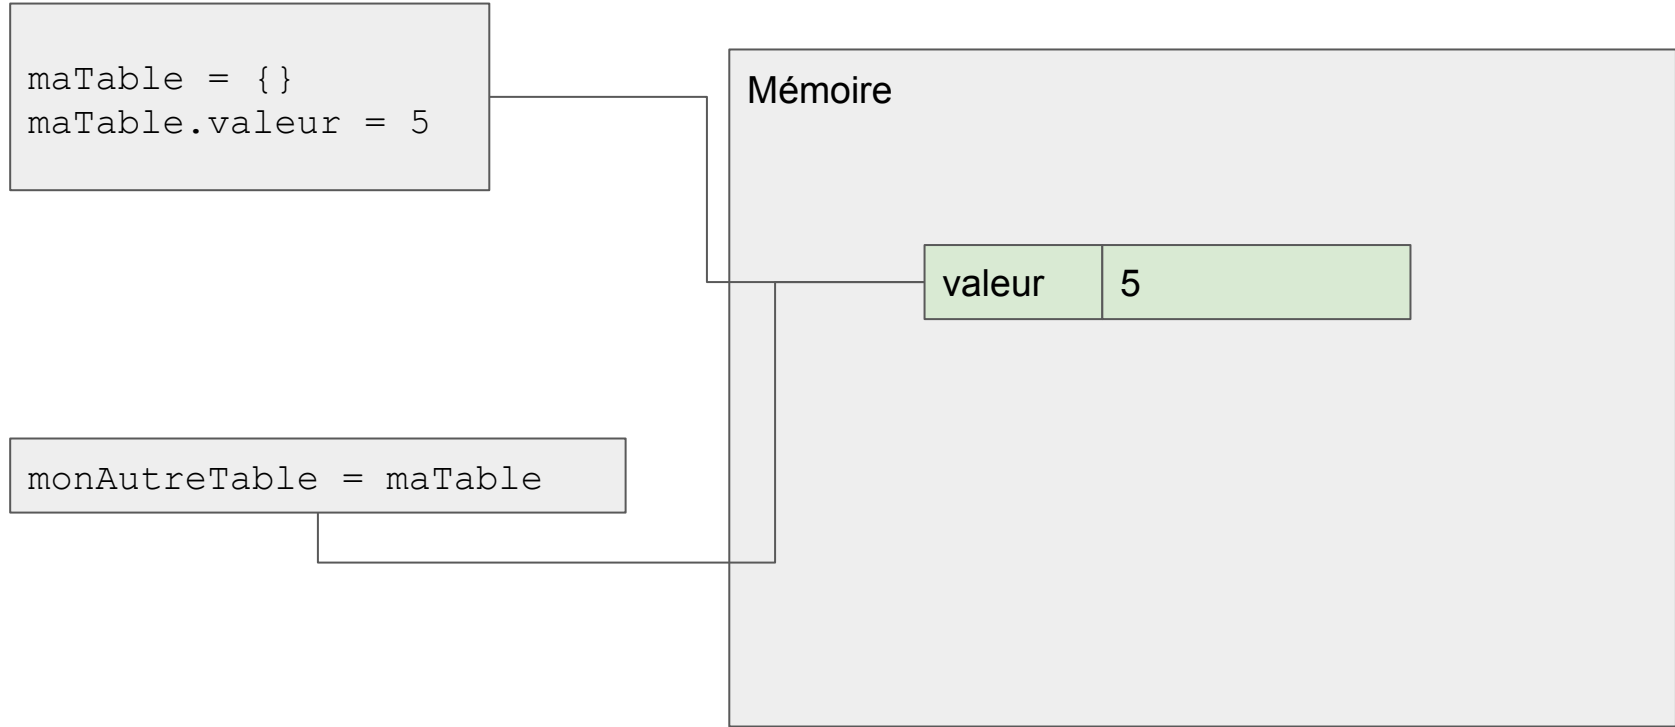 maTable = {}
maTable.valeur = 5
Mémoire
valeur 5
monAutreTable = maTable